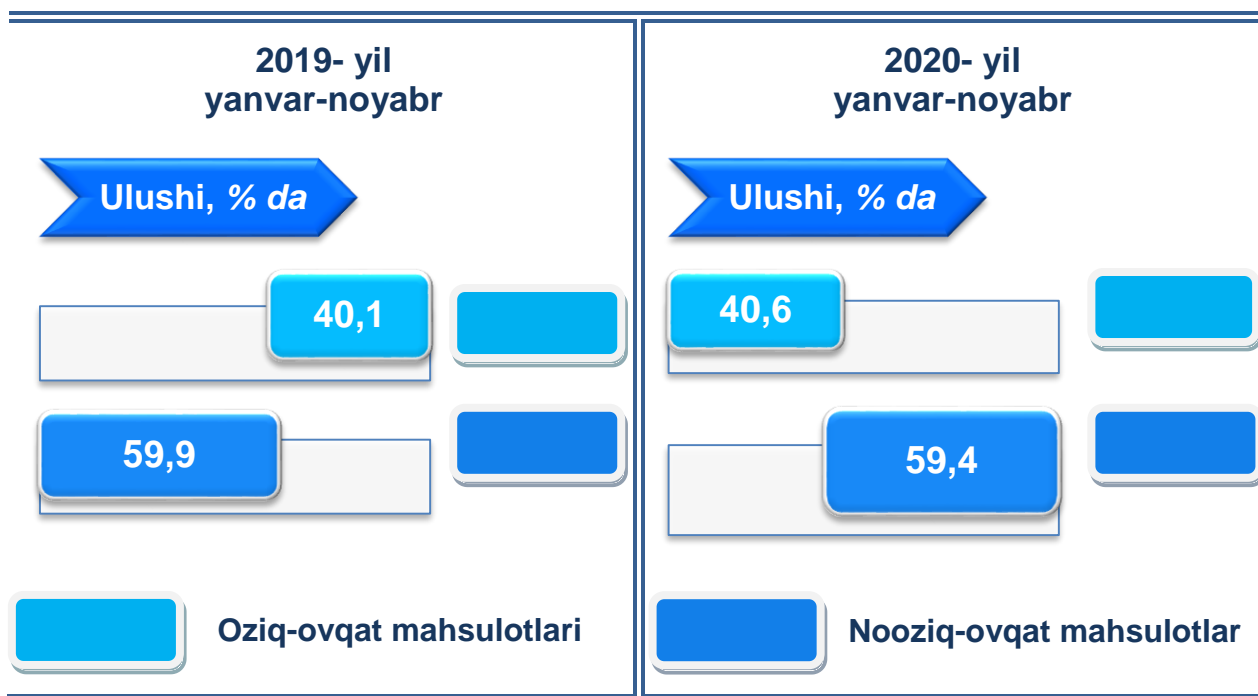 2019- yil
yanvar-noyabr
Ulushi, % da
40,1
59,9
Oziq-ovqat mahsulotlari
2020- yil
yanvar-noyabr
Ulushi, % da
40,6
59,4
Nooziq-ovqat mahsulotlar